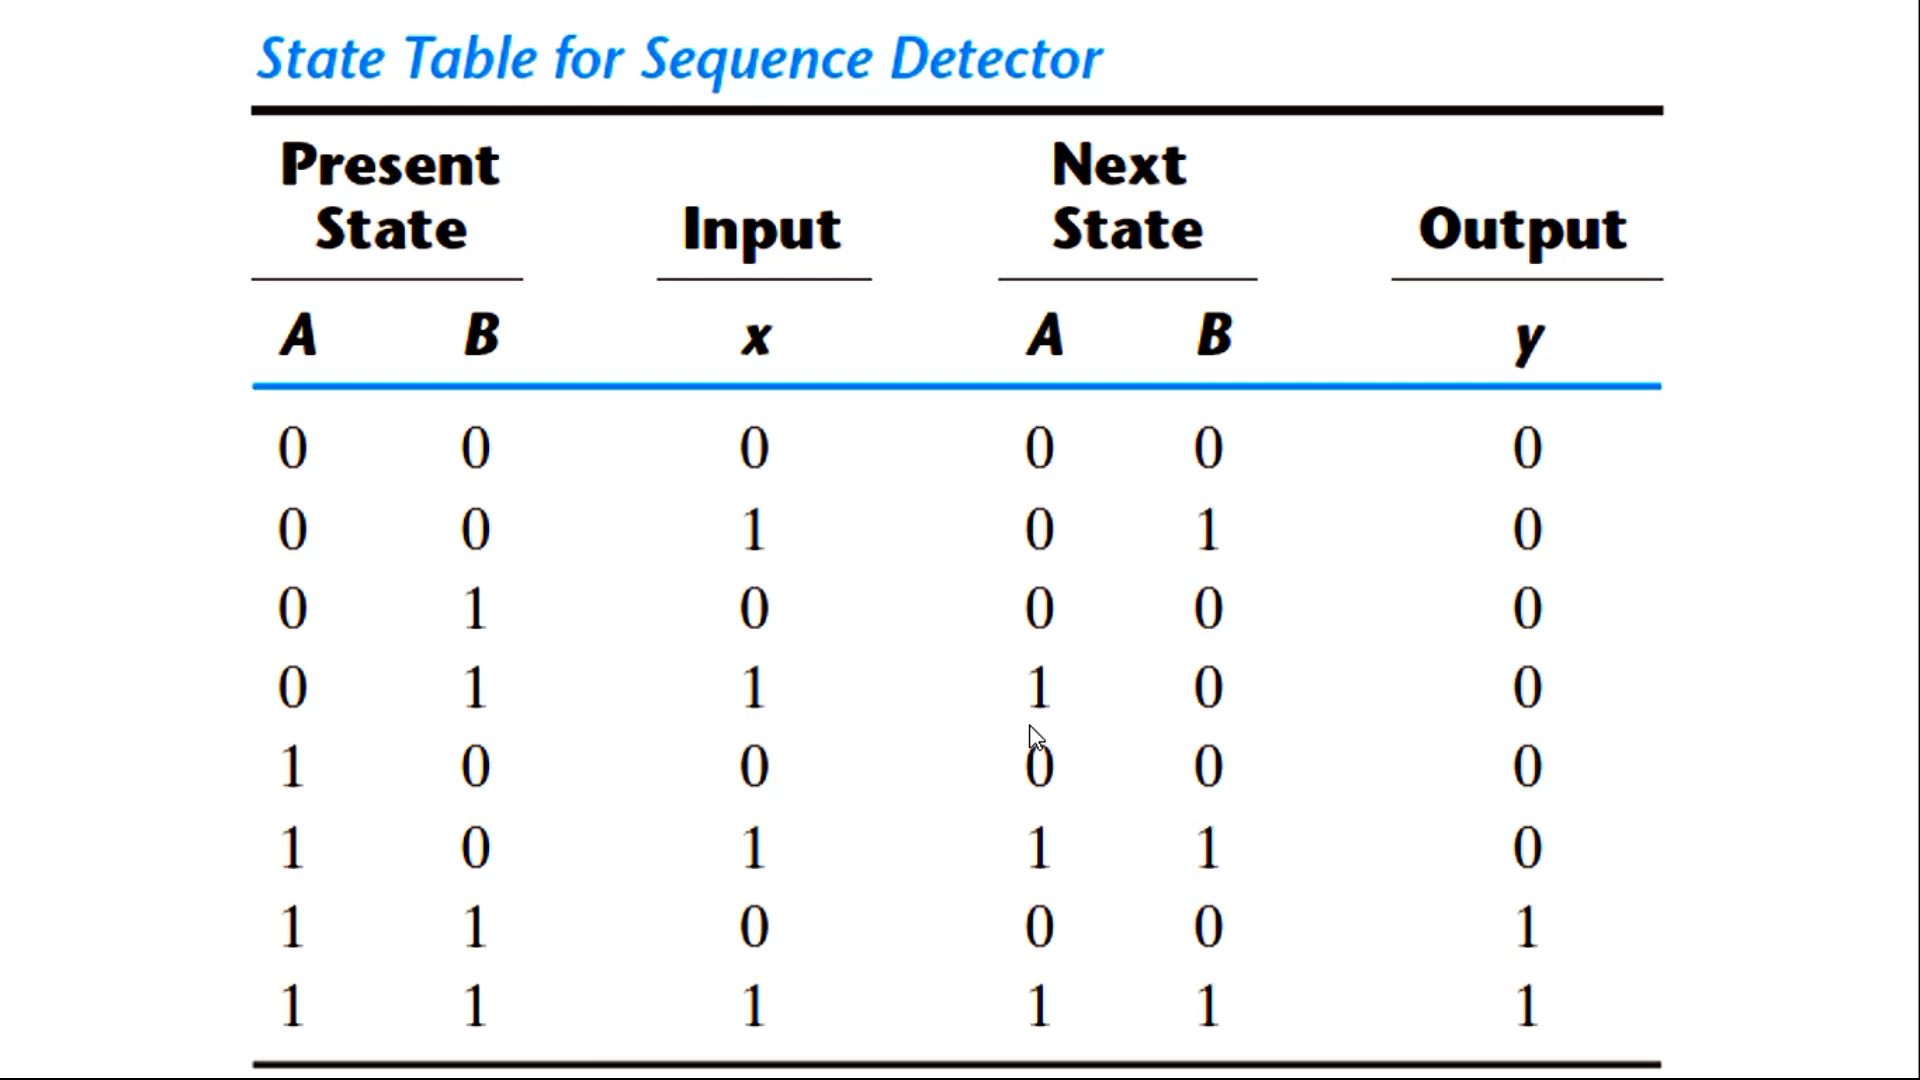 State Table for Sequence Detector
Present Next
State Input State Output
A B x A B y
0 0 0 0 0 0
0 0 1 0 1 0
0 1 0 0 0 0
0 1 1 1 0 0
1 0 0 0 0 0
1 0 1 1 1 0
1 1 0 0 0 1
1 1 1 1 1 1